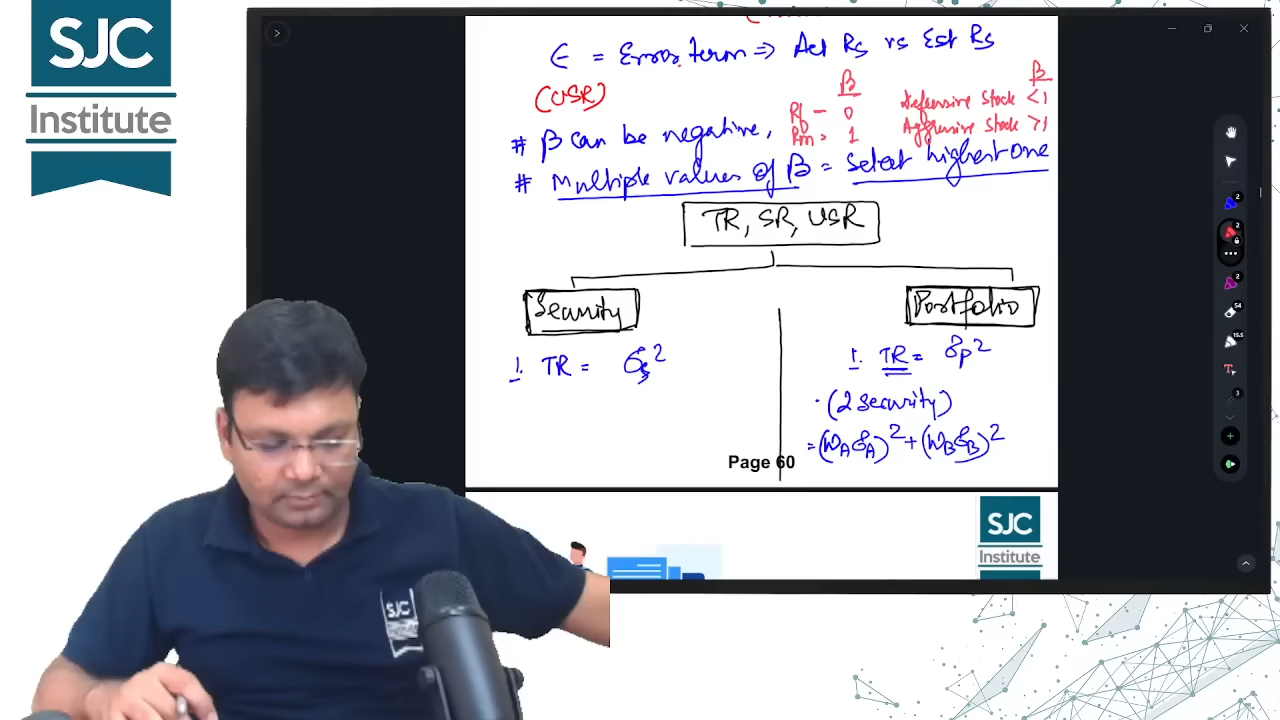 SJC
Institute
ϵ = Error term ⇒ Act Rs vs Est Rs
(USR)
β
Rf - 0
Rm = 1
β
Defensive Stock < 1
Aggressive Stock > 1
# β can be negative,
# Multiple values of β = Select highest one
TR, SR, USR
Security
Portfolio
1. TR = σs²
1. TR = σp²
(2 security)
= (wAσA)² + (wBσB)²
Page 60
SJC
Institute
SJC